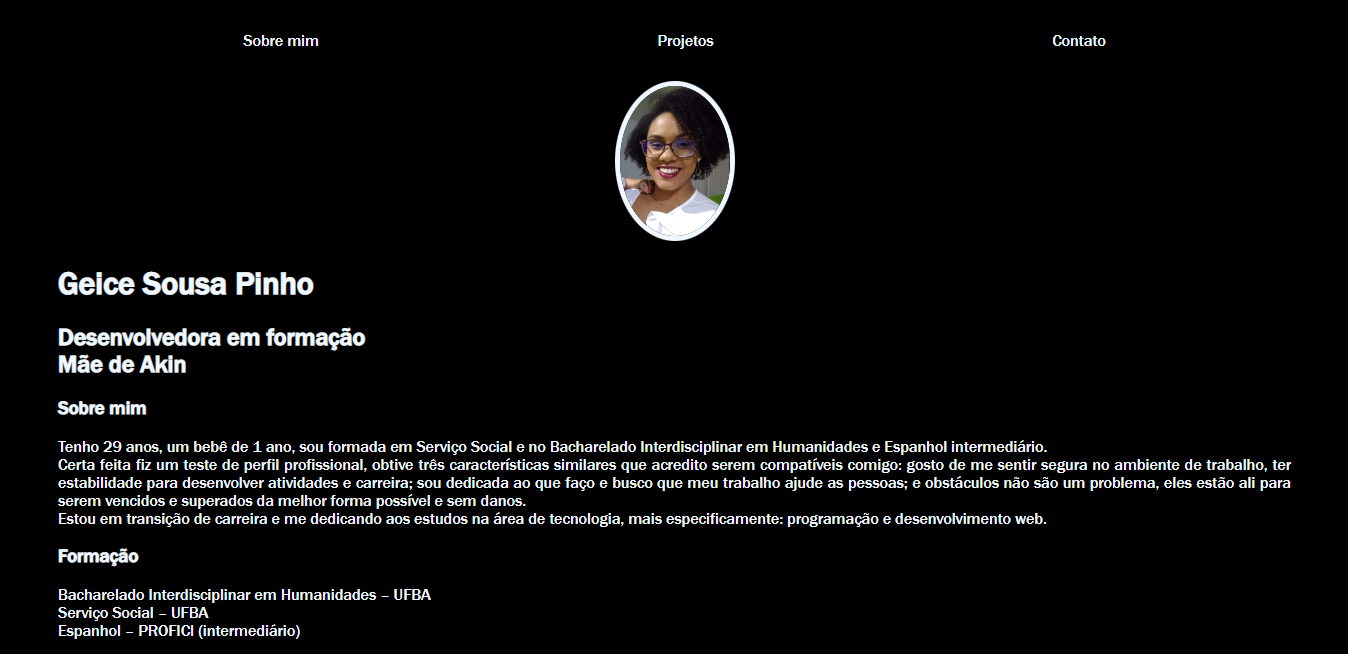 Sobre mim Projetos Contato
Geice Sousa Pinho
Desenvolvedora em formação
Mãe de Akin
Sobre mim
Tenho 29 anos, um bebê de 1 ano, sou formada em Serviço Social e no Bacharelado Interdisciplinar em Humanidades e Espanhol intermediário.
Certa feita fiz um teste de perfil profissional, obtive três características similares que acredito serem compatíveis comigo: gosto de me sentir segura no ambiente de trabalho, ter
estabilidade para desenvolver atividades e carreira; sou dedicada ao que faço e busco que meu trabalho ajude as pessoas; e obstáculos não são um problema, eles estão ali para
serem vencidos e superados da melhor forma possível e sem danos.
Estou em transição de carreira e me dedicando aos estudos na área de tecnologia, mais especificamente: programação e desenvolvimento web.
Formação
Bacharelado Interdisciplinar em Humanidades – UFBA
Serviço Social – UFBA
Espanhol – PROFICI (intermediário)